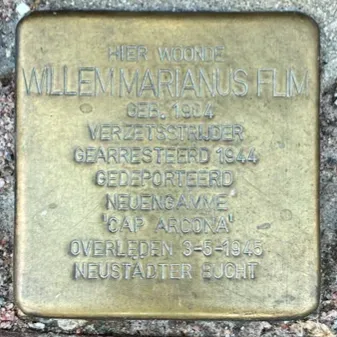 HIER WOONDE
WILLEM MARIANUS FLIM
GEB. 1904
VERZETSSTRIJDER
GEARRESTEERD 1944
GEDEPORTEERD
NEUENGAMME
'CAP ARCONA'
OVERLEDEN 3-5-1945
NEUSTÄDTER BUCHT